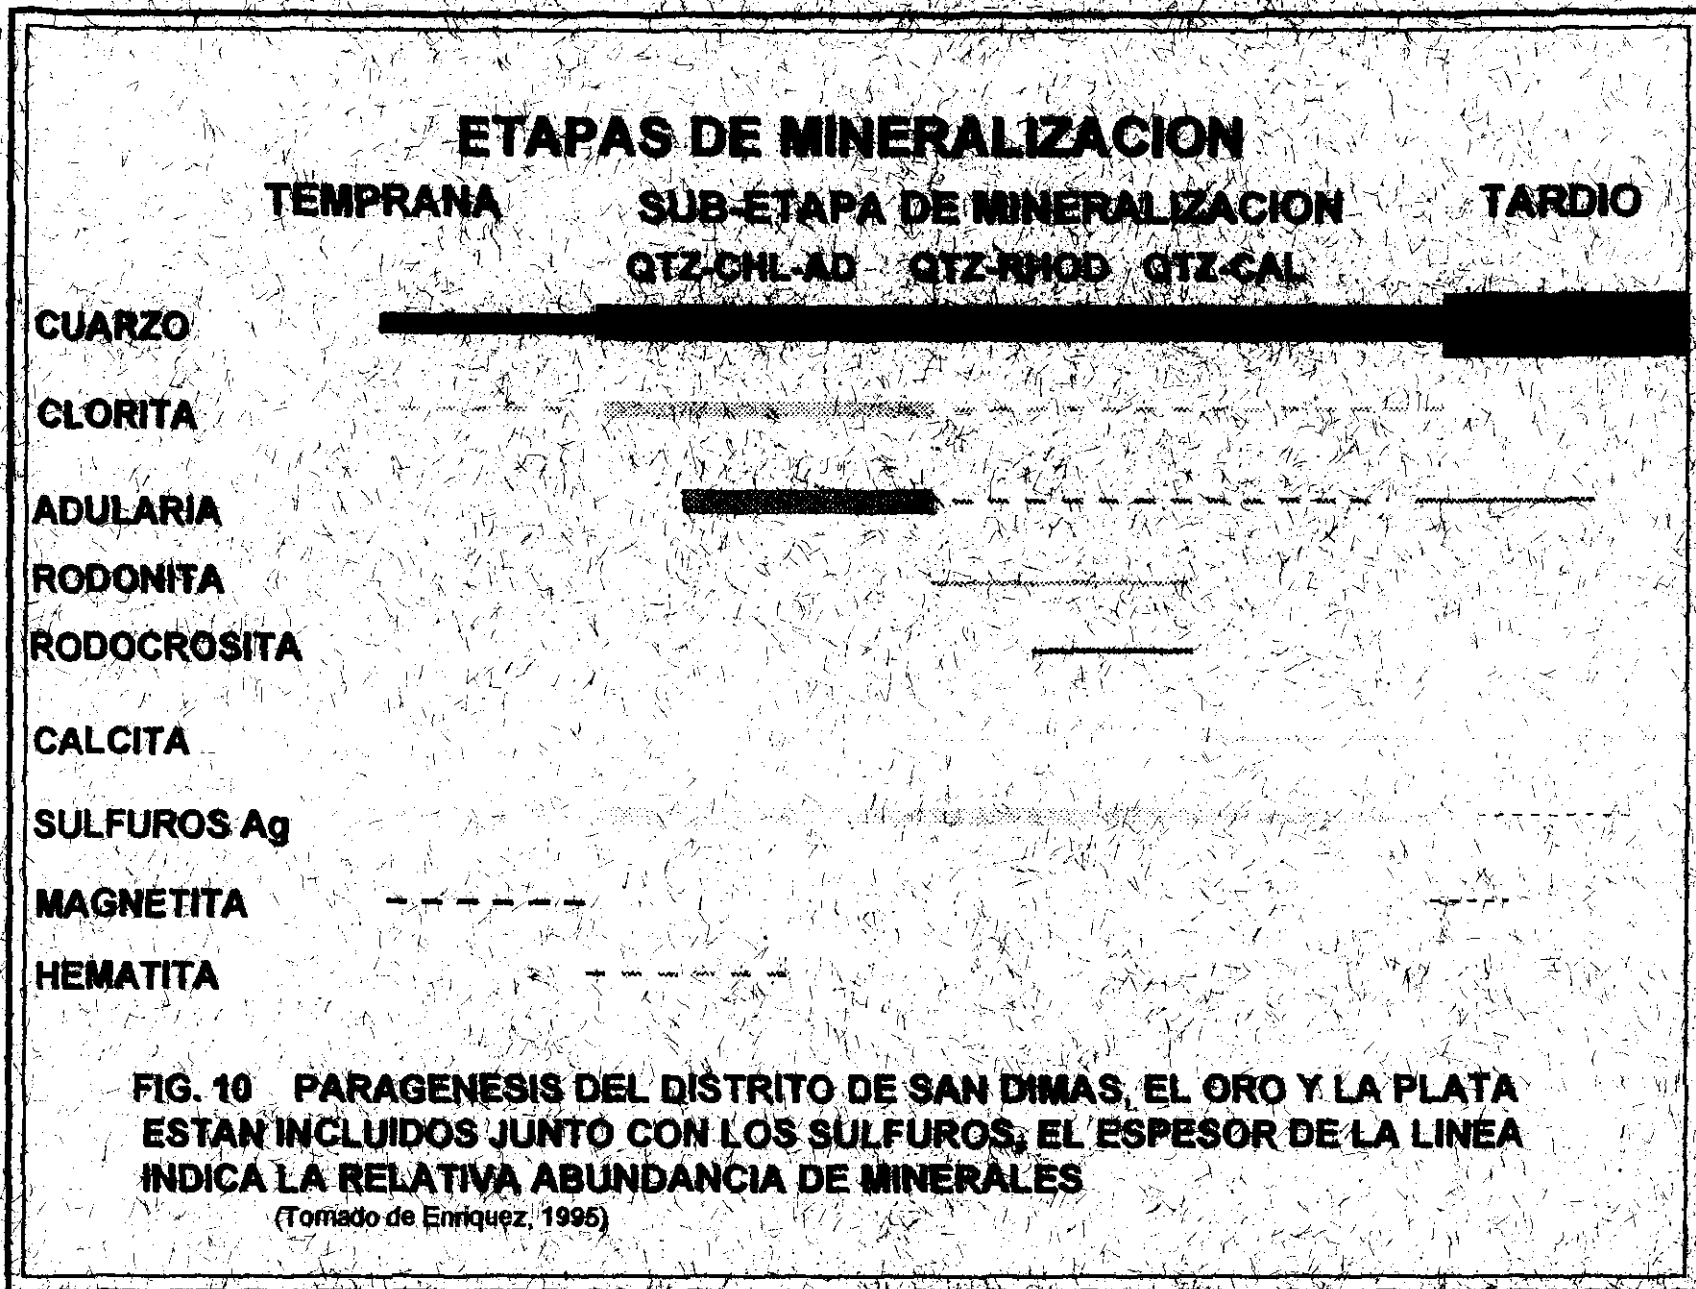 ETAPAS DE MINERALIZACION
TEMPRANA SUB-ETAPA DE MINERALIZACION TARDIO
QTZ-CHL-AD QTZ-RHOD QTZ-CAL
CUARZO
CLORITA
ADULARIA
RODONITA
RODOCROSITA
CALCITA
SULFUROS Ag
MAGNETITA
HEMATITA
FIG. 10 PARAGENESIS DEL DISTRITO DE SAN DIMAS, EL ORO Y LA PLATA
ESTAN INCLUIDOS JUNTO CON LOS SULFUROS, EL ESPESOR DE LA LINEA
INDICA LA RELATIVA ABUNDANCIA DE MINERALES
(Tomado de Enriquez, 1995)